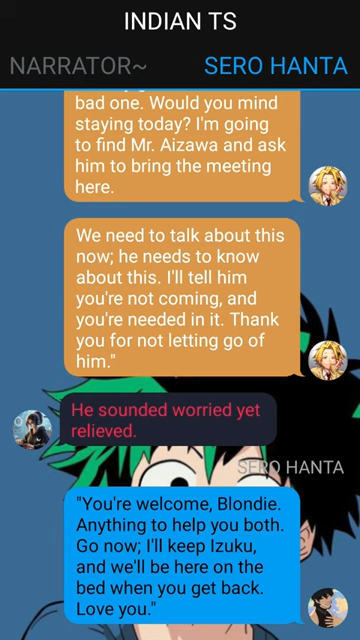 INDIAN TS
NARRATOR~ SERO HANTA
bad one. Would you mind
staying today? I'm going
to find Mr. Aizawa and ask
him to bring the meeting
here.
We need to talk about this
now; he needs to know
about this. I'll tell him
you're not coming, and
you're needed in it. Thank
you for not letting go of
him."
He sounded worried yet
relieved.
SERO HANTA
"You're welcome, Blondie.
Anything to help you both.
Go now; I'll keep Izuku,
and we'll be here on the
bed when you get back.
Love you."